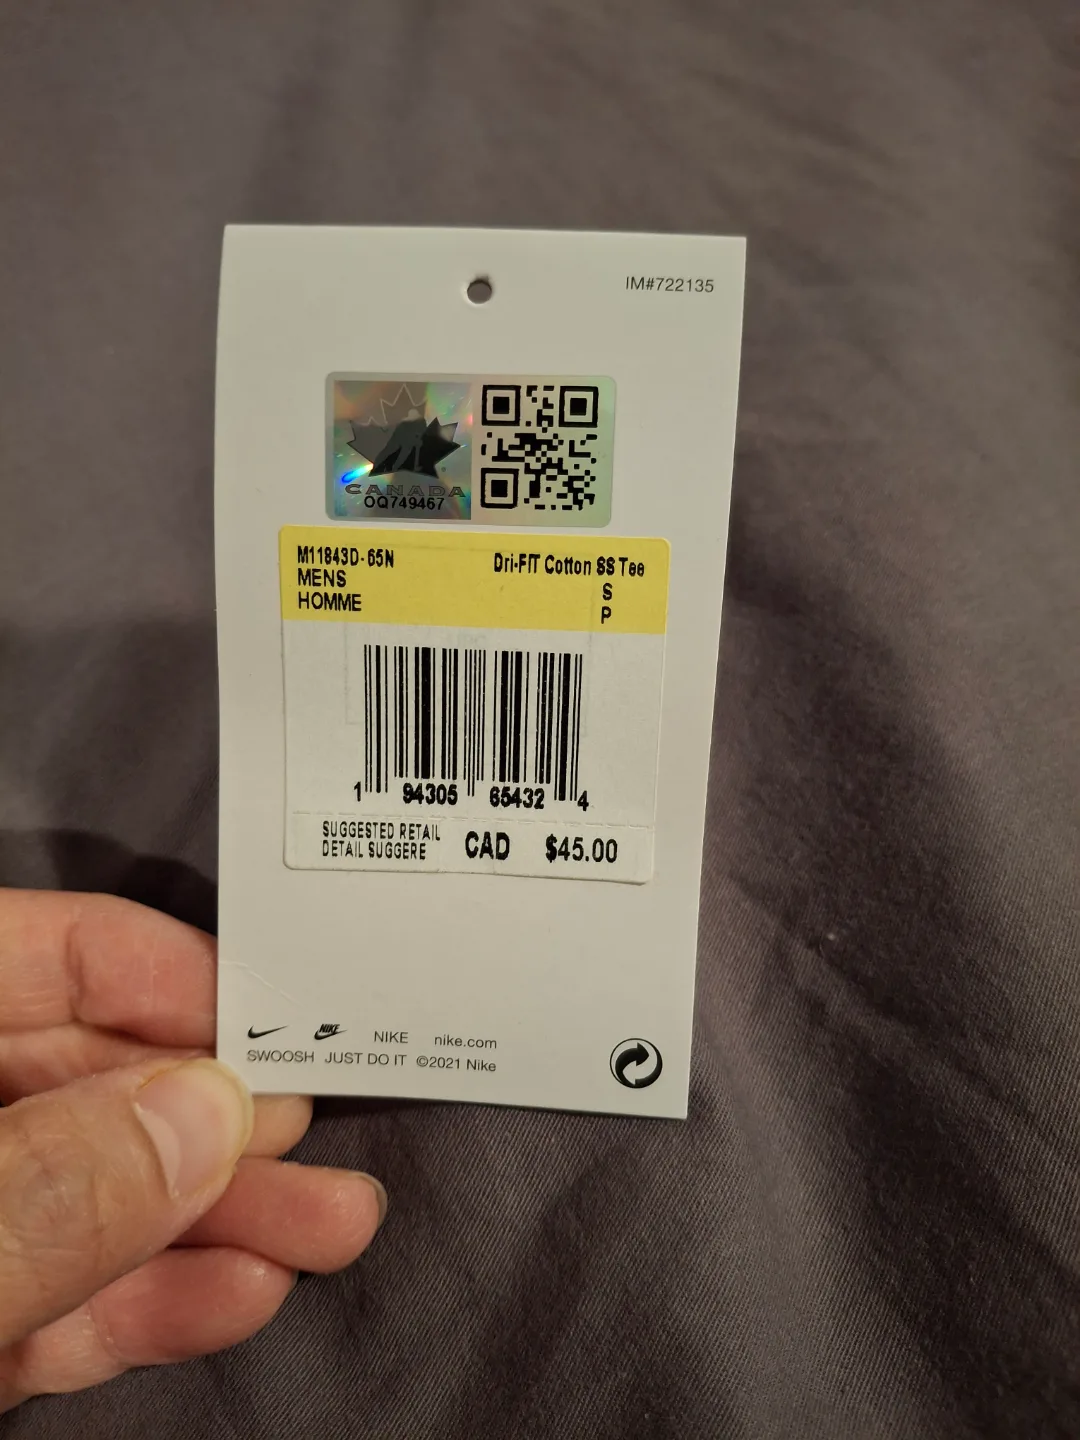 IM#722135
CANADA
OQ749467
M11843D-65N Dri-FIT Cotton SS Tee
MENS S
HOMME P
1 94305 65432 4
SUGGESTED RETAIL
DETAIL SUGGERE CAD $45.00
NIKE NIKE nike.com
SWOOSH JUST DO IT ©2021 Nike